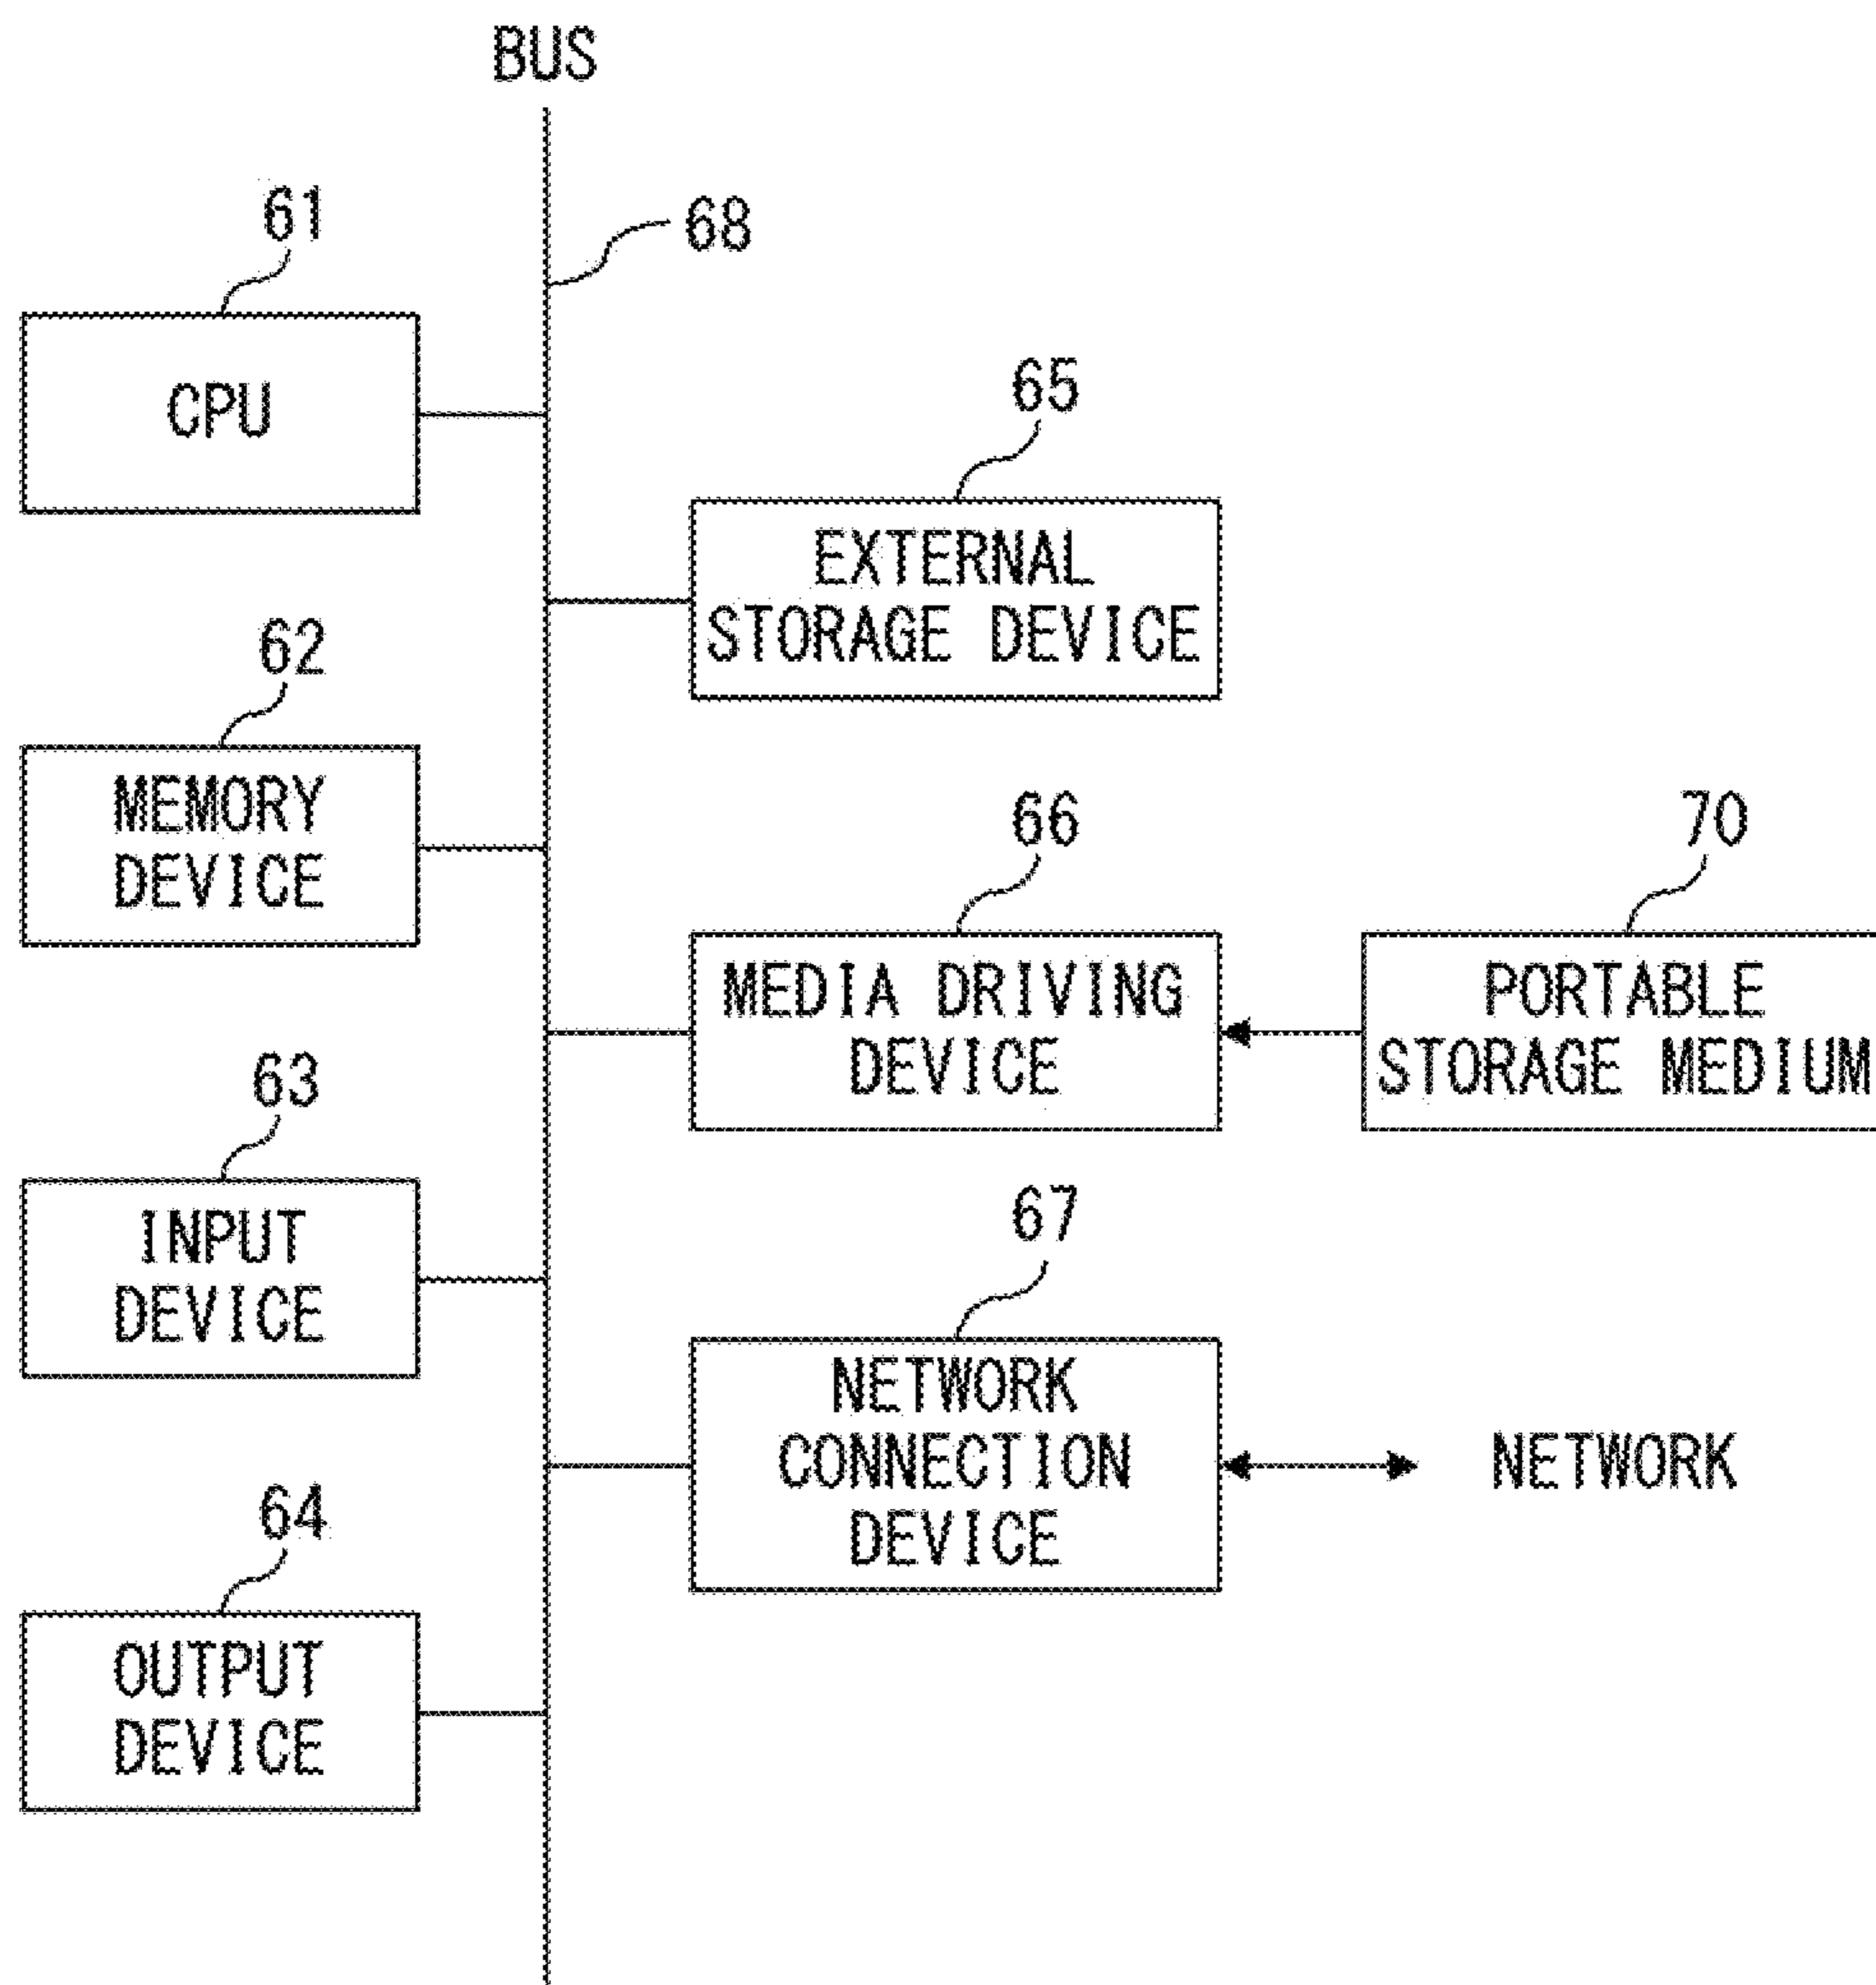 BUS
61
68
CPU
65
EXTERNAL
STORAGE DEVICE
62
MEMORY
DEVICE
66
70
MEDIA DRIVING
DEVICE
PORTABLE
STORAGE MEDIUM
63
INPUT
DEVICE
67
NETWORK
CONNECTION
DEVICE
NETWORK
64
OUTPUT
DEVICE